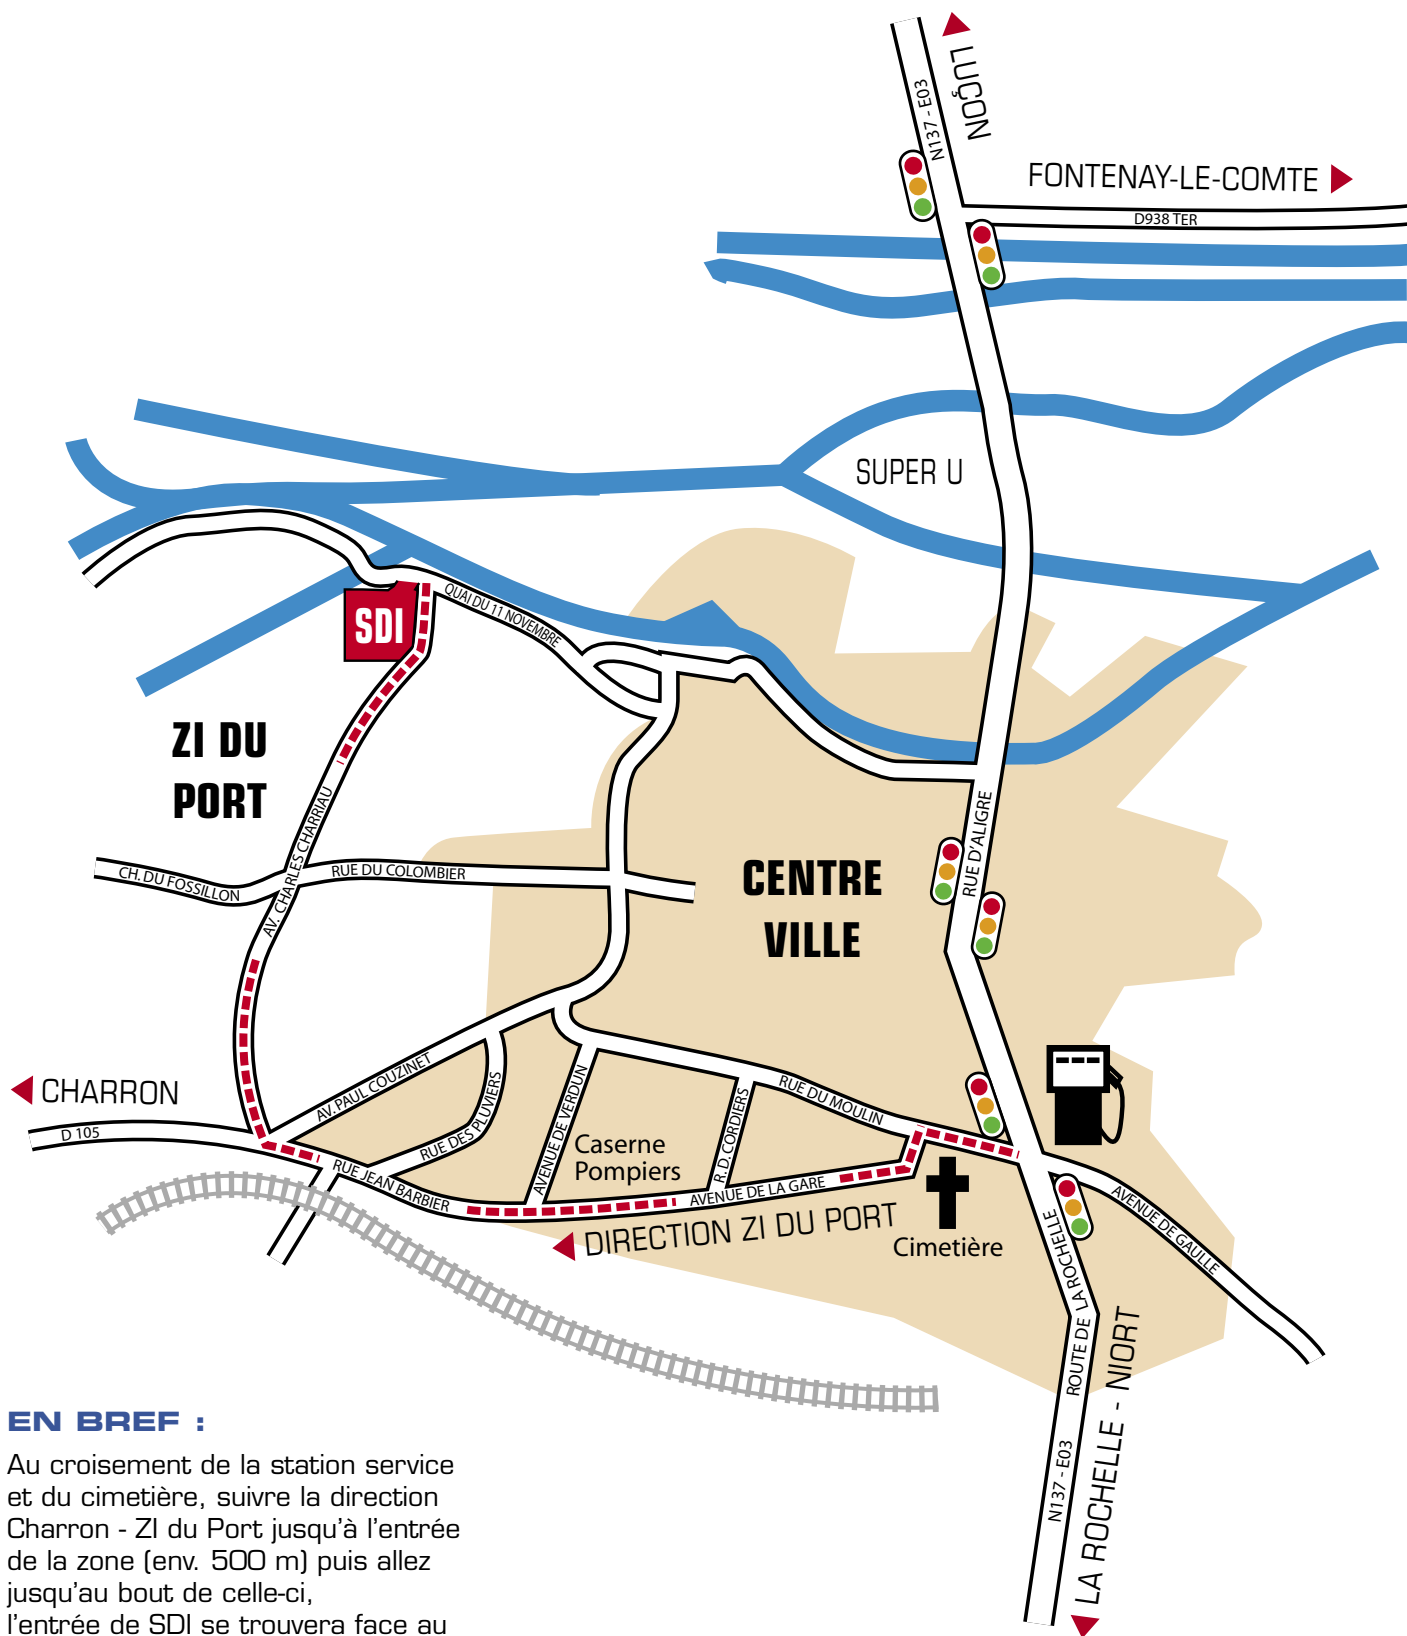 LUÇON
N137 - E03
FONTENAY-LE-COMTE
D938 TER
SUPER U
SDI
QUAI DU 11 NOVEMBRE
ZI DU
PORT
AV. CHARLES CHARRIAU
CH. DU FOSSILLON
RUE DU COLOMBIER
CENTRE
VILLE
RUE D'ALIGRE
CHARRON
D 105
AV. PAUL COUZINET
RUE DES PLUVIERS
AVENUE DE VERDUN
Caserne
Pompiers
R. D. CORDIERS
RUE DU MOULIN
RUE JEAN BARBIER
AVENUE DE LA GARE
DIRECTION ZI DU PORT
Cimetière
AVENUE DE GAULLE
ROUTE DE LA ROCHELLE
N137 - E03
LA ROCHELLE - NIORT
EN BREF :
Au croisement de la station service
et du cimetière, suivre la direction
Charron - ZI du Port jusqu'à l'entrée
de la zone (env. 500 m) puis allez
jusqu'au bout de celle-ci,
l'entrée de SDI se trouvera face au